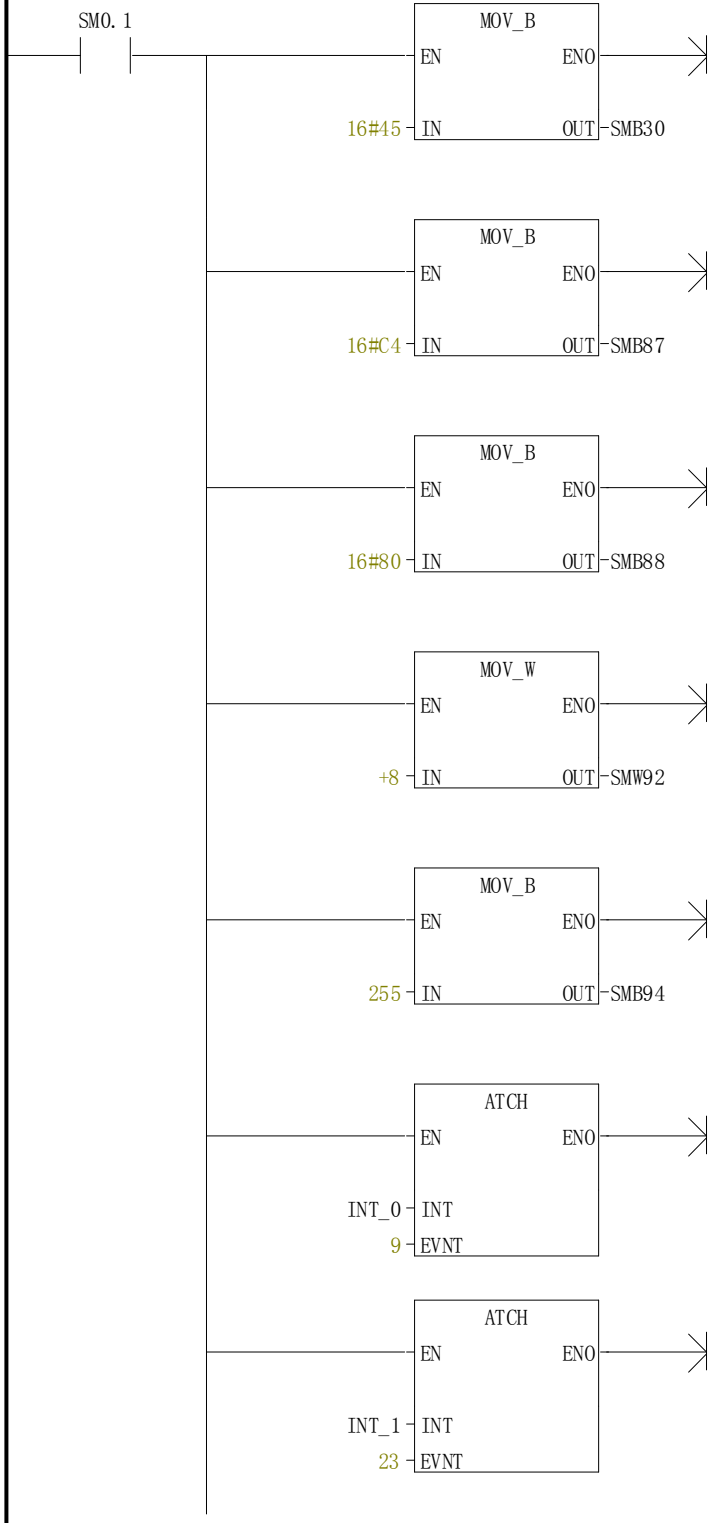 SM0.1
MOV_B
EN ENO
16#45 IN OUT SMB30
MOV_B
EN ENO
16#C4 IN OUT SMB87
MOV_B
EN ENO
16#80 IN OUT SMB88
MOV_W
EN ENO
+8 IN OUT SMW92
MOV_B
EN ENO
255 IN OUT SMB94
ATCH
EN ENO
INT_0 INT
9 EVNT
ATCH
EN ENO
INT_1 INT
23 EVNT